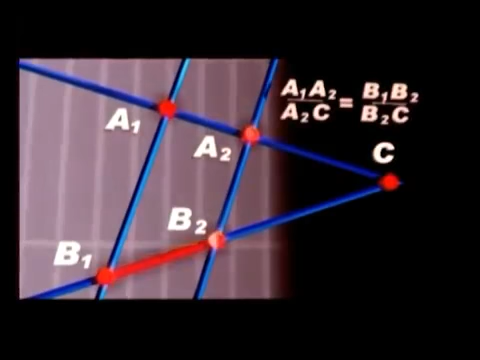 A₁A₂ / A₂C = B₁B₂ / B₂C
A₁
A₂
C
B₂
B₁